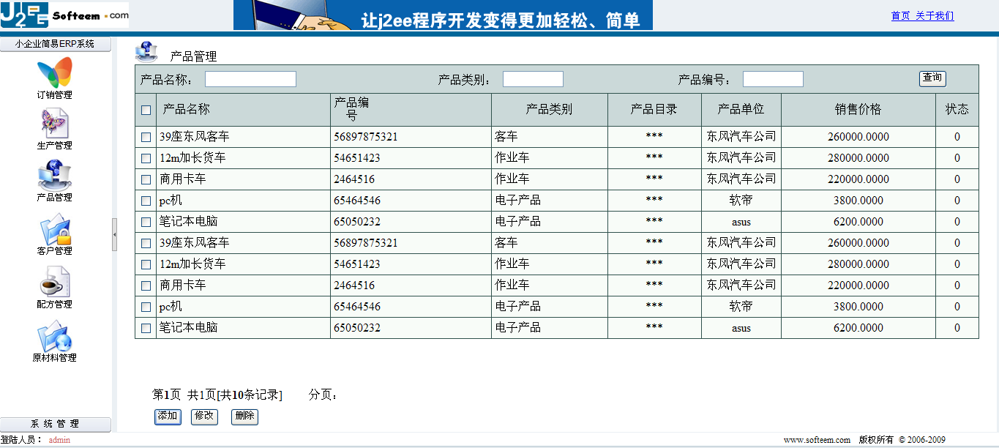 J2EE Softeem .com
让j2ee程序开发变得更加轻松、简单
首页 关于我们
小企业简易ERP系统
订销管理
生产管理
产品管理
客户管理
配方管理
原材料管理
系 统 管 理
产品管理
产品名称： 产品类别： 产品编号： 查询
产品名称 产品编号 产品类别 产品目录 产品单位 销售价格 状态
39座东风客车 56897875321 客车 *** 东风汽车公司 260000.0000 0
12m加长货车 54651423 作业车 *** 东风汽车公司 280000.0000 0
商用卡车 2464516 作业车 *** 东风汽车公司 220000.0000 0
pc机 65464546 电子产品 *** 软帝 3800.0000 0
笔记本电脑 65050232 电子产品 *** asus 6200.0000 0
39座东风客车 56897875321 客车 *** 东风汽车公司 260000.0000 0
12m加长货车 54651423 作业车 *** 东风汽车公司 280000.0000 0
商用卡车 2464516 作业车 *** 东风汽车公司 220000.0000 0
pc机 65464546 电子产品 *** 软帝 3800.0000 0
笔记本电脑 65050232 电子产品 *** asus 6200.0000 0
第1页 共1页[共10条记录] 分页：
添加 修改 删除
登陆人员： admin
www.softeem.com 版权所有 © 2006-2009